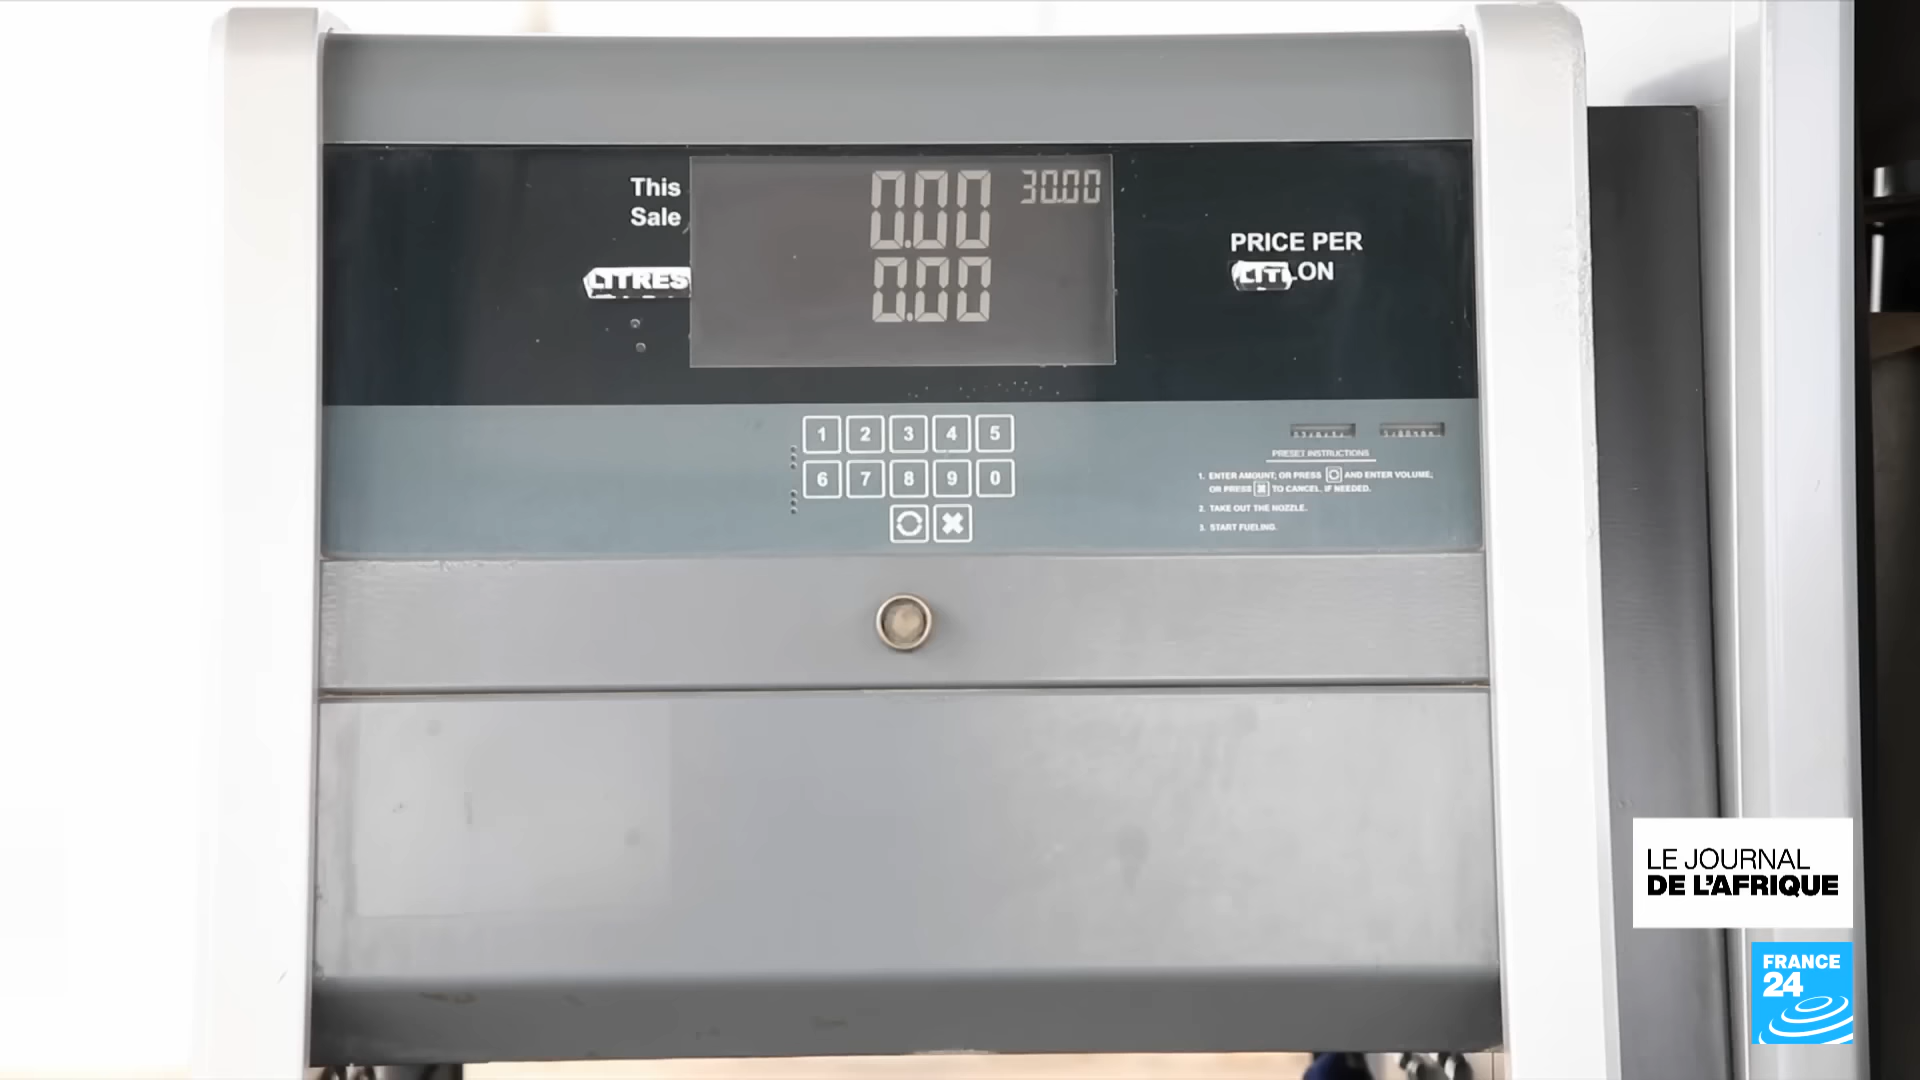 This
Sale
0.00
30.00
0.00
LITRES
PRICE PER
LITLON
1 2 3 4 5
6 7 8 9 0
PRESET INSTRUCTIONS
1. ENTER AMOUNT, OR PRESS AND ENTER VOLUME,
OR PRESS TO CANCEL, IF NEEDED.
2. TAKE OUT THE NOZZLE.
3. START FUELING.
LE JOURNAL
DE L'AFRIQUE
FRANCE
24